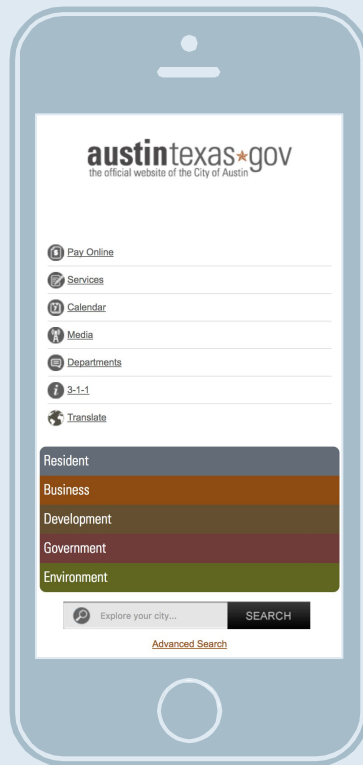 austintexas★gov
the official website of the City of Austin
Pay Online
Services
Calendar
Media
Departments
3-1-1
Translate
Resident
Business
Development
Government
Environment
Explore your city... SEARCH
Advanced Search